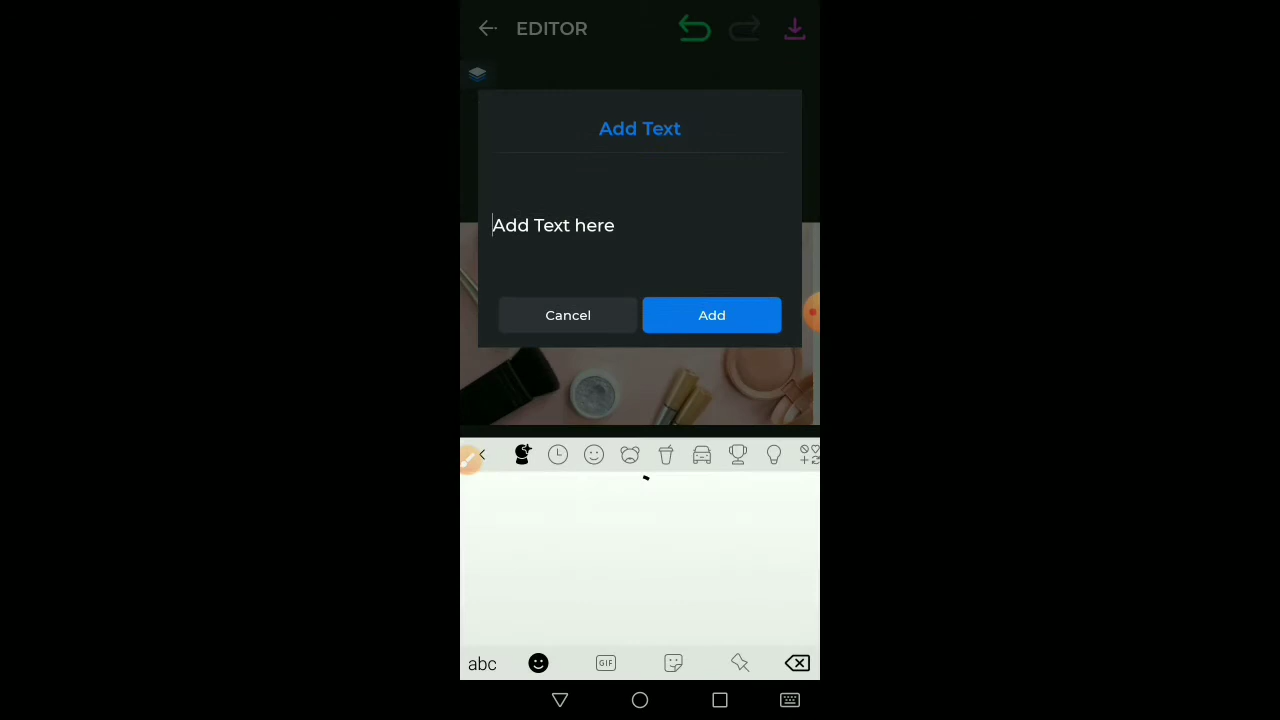 EDITOR
Add Text
Add Text here
Cancel
Add
abc
GIF